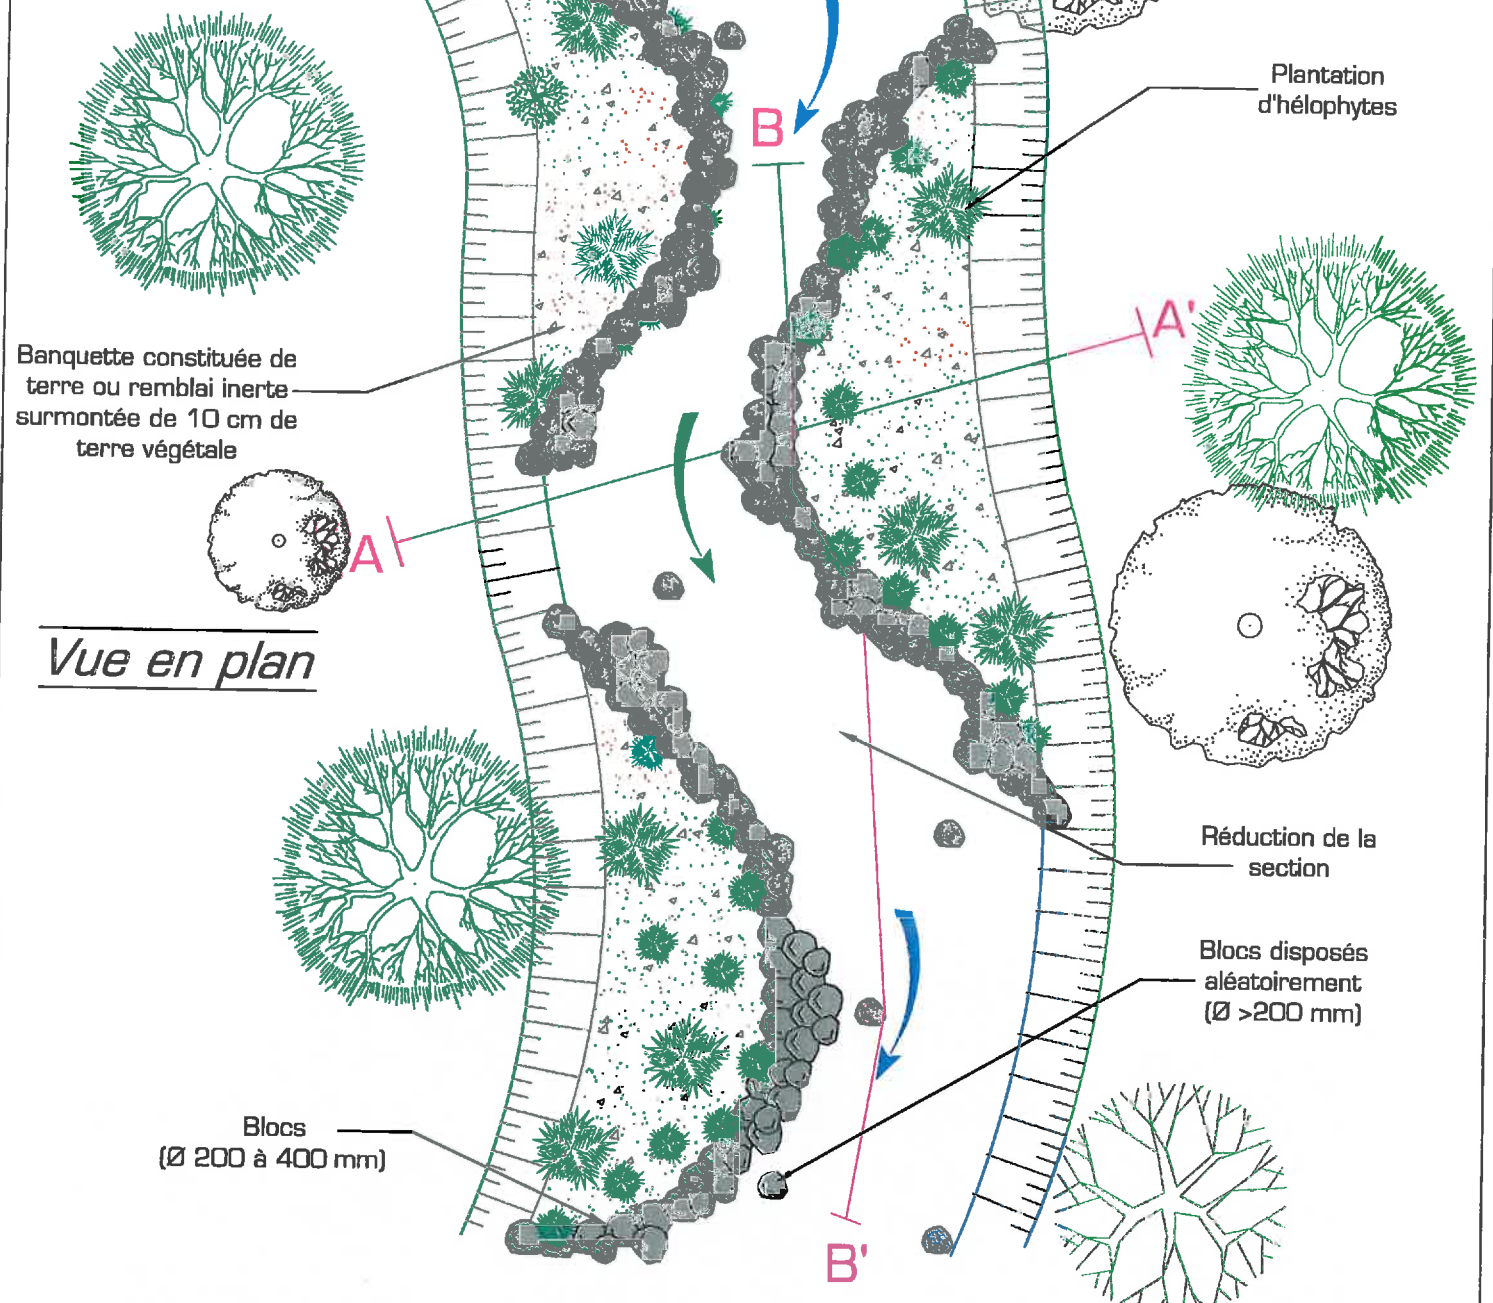 Plantation
d'hélophytes
B
A'
Banquette constituée de
terre ou remblai inerte
surmontée de 10 cm de
terre végétale
A
Vue en plan
Réduction de la
section
Blocs disposés
aléatoirement
(Ø >200 mm)
Blocs
(Ø 200 à 400 mm)
B'